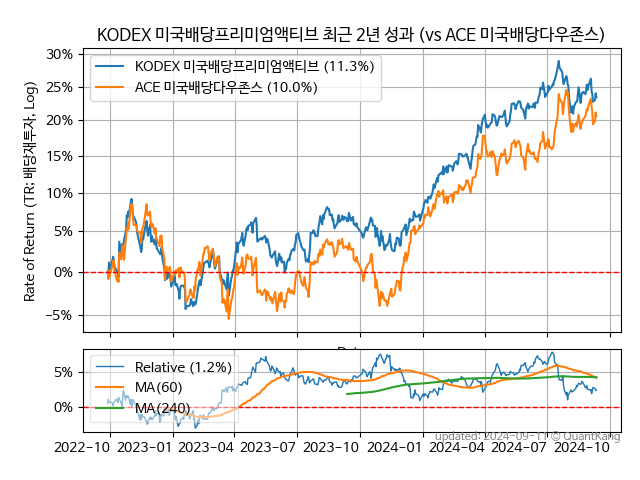 KODEX 미국배당프리미엄액티브 최근 2년 성과 (vs ACE 미국배당다우존스)
30%
25%
20%
15%
10%
5%
0%
−5%
Rate of Return (TR: 배당재투자, Log)
KODEX 미국배당프리미엄액티브 (11.3%)
ACE 미국배당다우존스 (10.0%)
5%
0%
Relative (1.2%)
MA(60)
MA(240)
2022-10 2023-01 2023-04 2023-07 2023-10 2024-01 2024-04 2024-07 2024-10
updated: 2024-09-11 © QuantKang